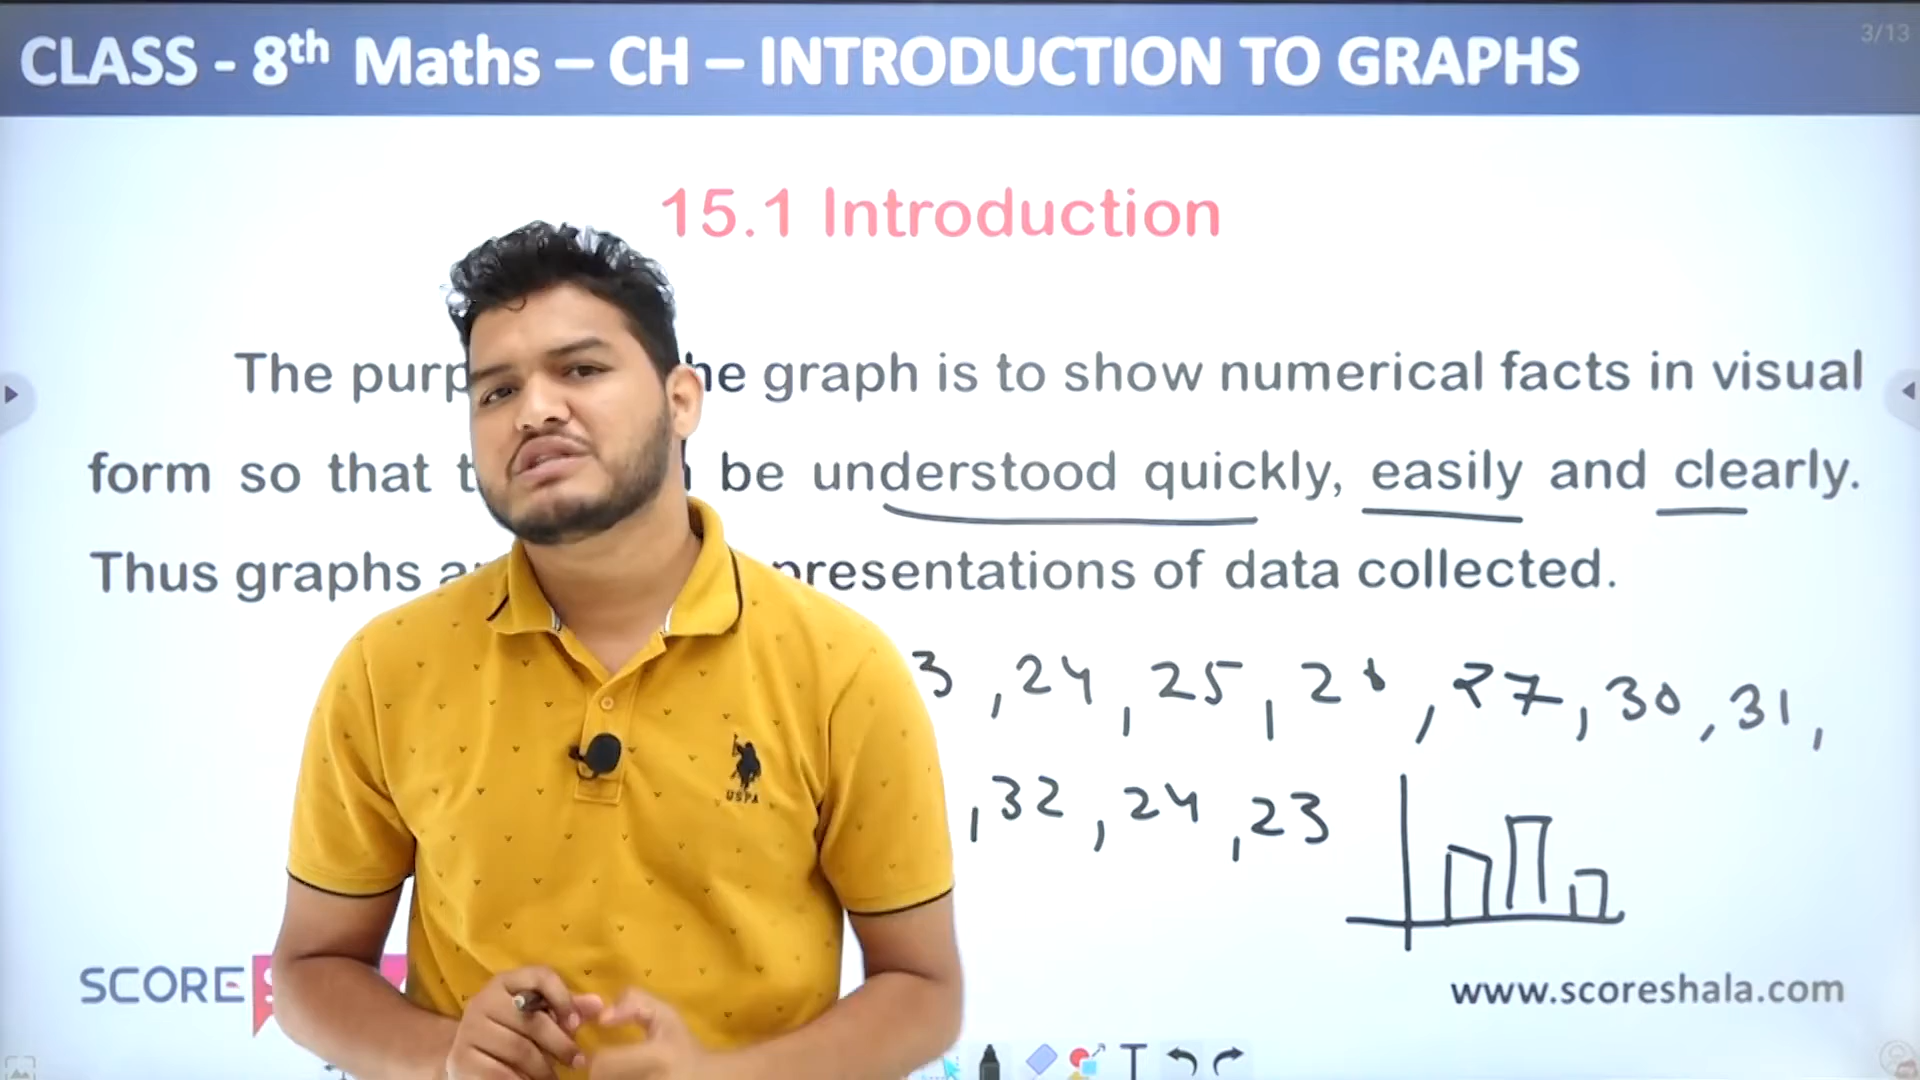 CLASS - 8th Maths – CH – INTRODUCTION TO GRAPHS
3/13
15.1 Introduction
The graph is to show numerical facts in visual
form so that be understood quickly, easily and clearly.
Thus graphs presentations of data collected.
3, 24, 25, 27, 30, 31,
, 32, 24, 23
USPA
SCORE
www.scoreshala.com
T